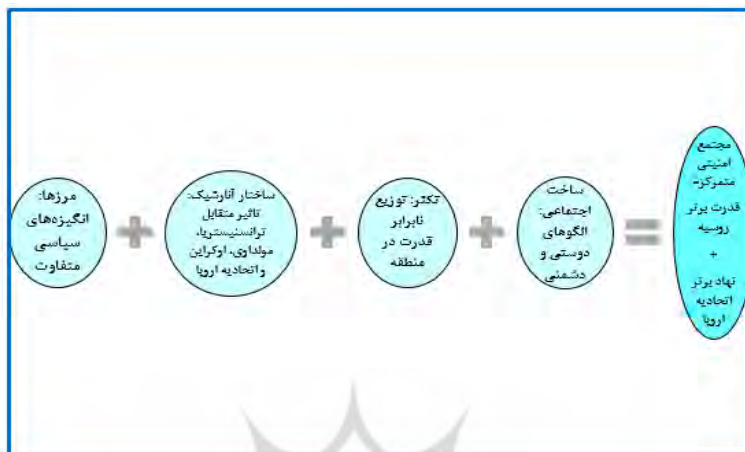 مرزها:
انگیزه‌های
سیاسی
متفاوت
+
ساختار آنارشیک:
تاثیر متقابل
ترانسنیستریا،
مولداوی، اوکراین
و اتحادیه اروپا
+
تکثر: توزیع
نابرابر
قدرت در
منطقه
+
ساخت
اجتماعی:
الگوهای
دوستی و
دشمنی
=
مجتمع
امنیتی
متمرکز-
قدرت برتر
روسیه
+
نهاد برتر
اتحادیه
اروپا